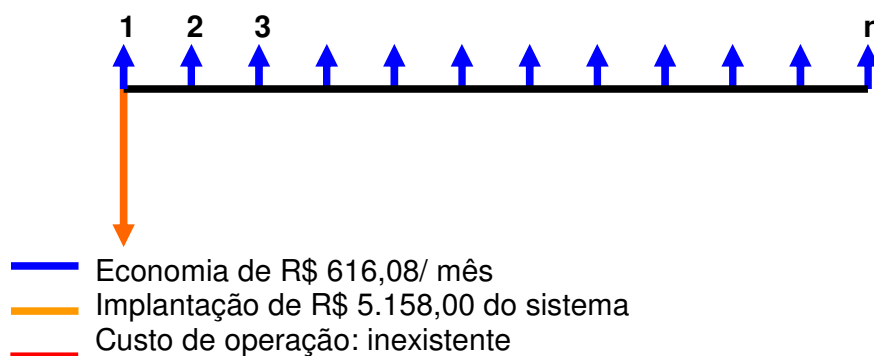 1 2 3 n
Economia de R$ 616,08/ mês
Implantação de R$ 5.158,00 do sistema
Custo de operação: inexistente